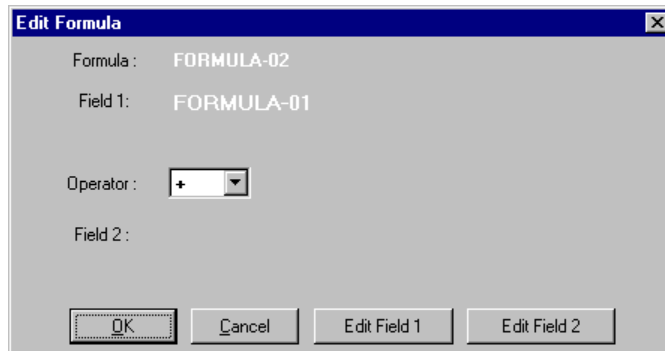 Edit Formula
Formula : FORMULA-02
Field 1: FORMULA-01
Operator : +
Field 2 :
OK Cancel Edit Field 1 Edit Field 2